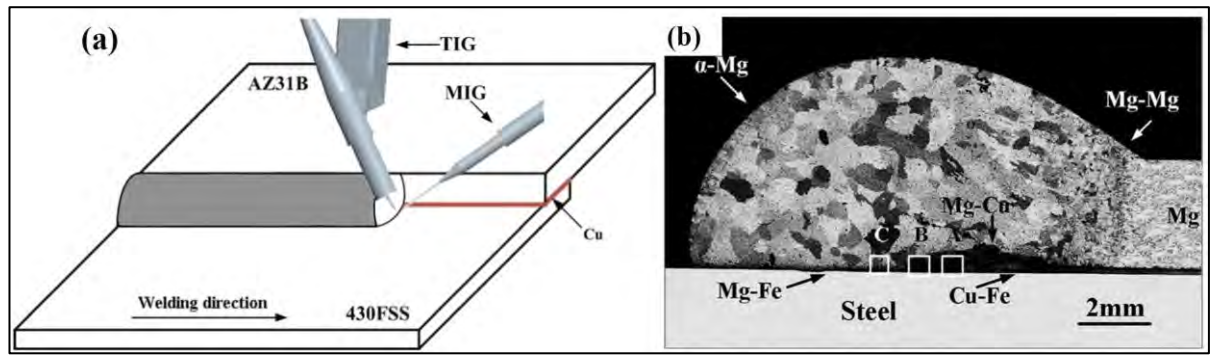 (a)
TIG
AZ31B
MIG
Cu
Welding direction
430FSS
(b)
α-Mg
Mg-Mg
Mg-Cu
Mg
C B A
Mg-Fe
Cu-Fe
Steel
2mm